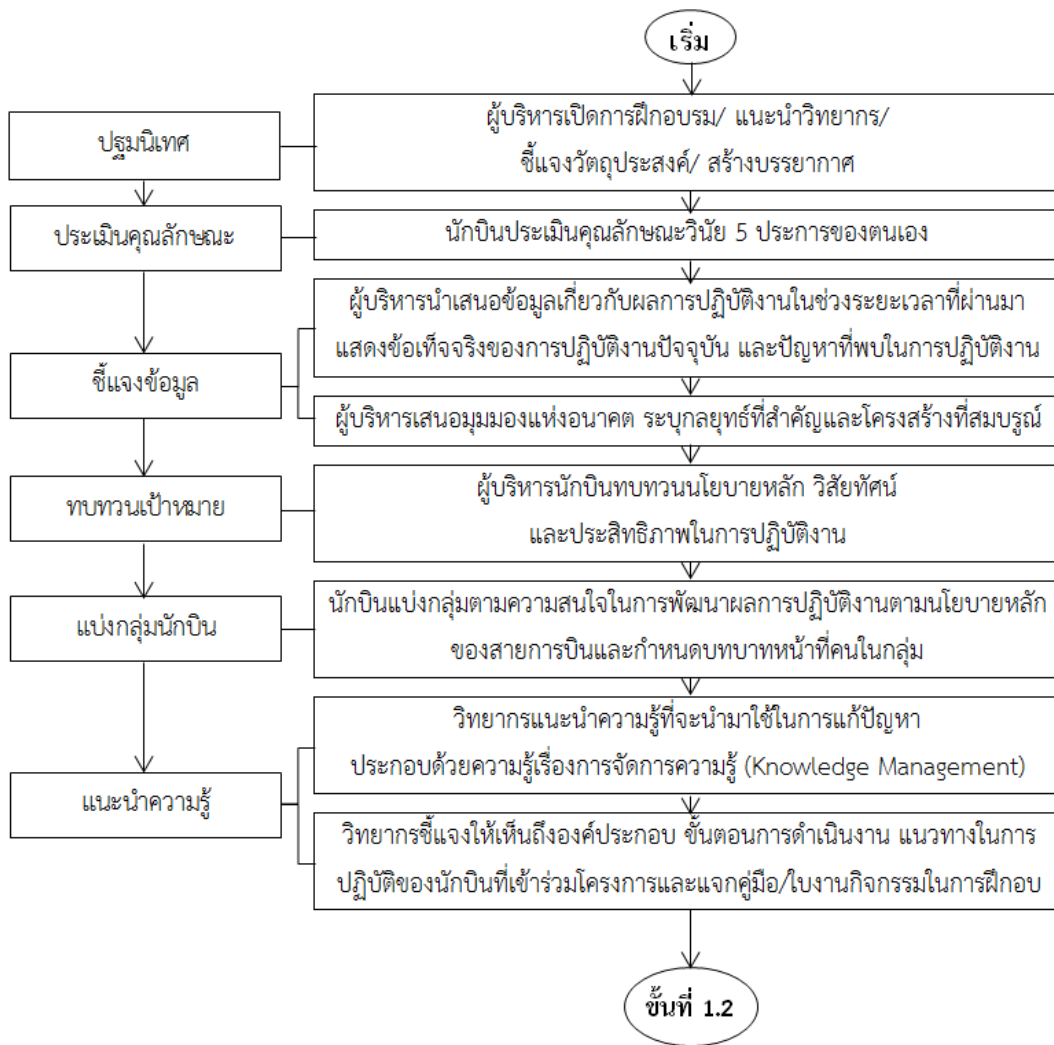 เริ่ม
ปฐมนิเทศ
ผู้บริหารเปิดการฝึกอบรม/ แนะนำวิทยากร/
ชี้แจงวัตถุประสงค์/ สร้างบรรยากาศ
ประเมินคุณลักษณะ
นักบินประเมินคุณลักษณะวินัย 5 ประการของตนเอง
ชี้แจงข้อมูล
ผู้บริหารนำเสนอข้อมูลเกี่ยวกับผลการปฏิบัติงานในช่วงระยะเวลาที่ผ่านมา
แสดงข้อเท็จจริงของการปฏิบัติงานปัจจุบัน และปัญหาที่พบในการปฏิบัติงาน
ผู้บริหารเสนอมุมมองแห่งอนาคต ระบุกลยุทธ์ที่สำคัญและโครงสร้างที่สมบรูณ์
ทบทวนเป้าหมาย
ผู้บริหารนักบินทบทวนนโยบายหลัก วิสัยทัศน์
และประสิทธิภาพในการปฏิบัติงาน
แบ่งกลุ่มนักบิน
นักบินแบ่งกลุ่มตามความสนใจในการพัฒนาผลการปฏิบัติงานตามนโยบายหลัก
ของสายการบินและกำหนดบทบาทหน้าที่คนในกลุ่ม
แนะนำความรู้
วิทยากรแนะนำความรู้ที่จะนำมาใช้ในการแก้ปัญหา
ประกอบด้วยความรู้เรื่องการจัดการความรู้ (Knowledge Management)
วิทยากรชี้แจงให้เห็นถึงองค์ประกอบ ขั้นตอนการดำเนินงาน แนวทางในการ
ปฏิบัติของนักบินที่เข้าร่วมโครงการและแจกคู่มือ/ใบงานกิจกรรมในการฝึกอบ
ขั้นที่ 1.2